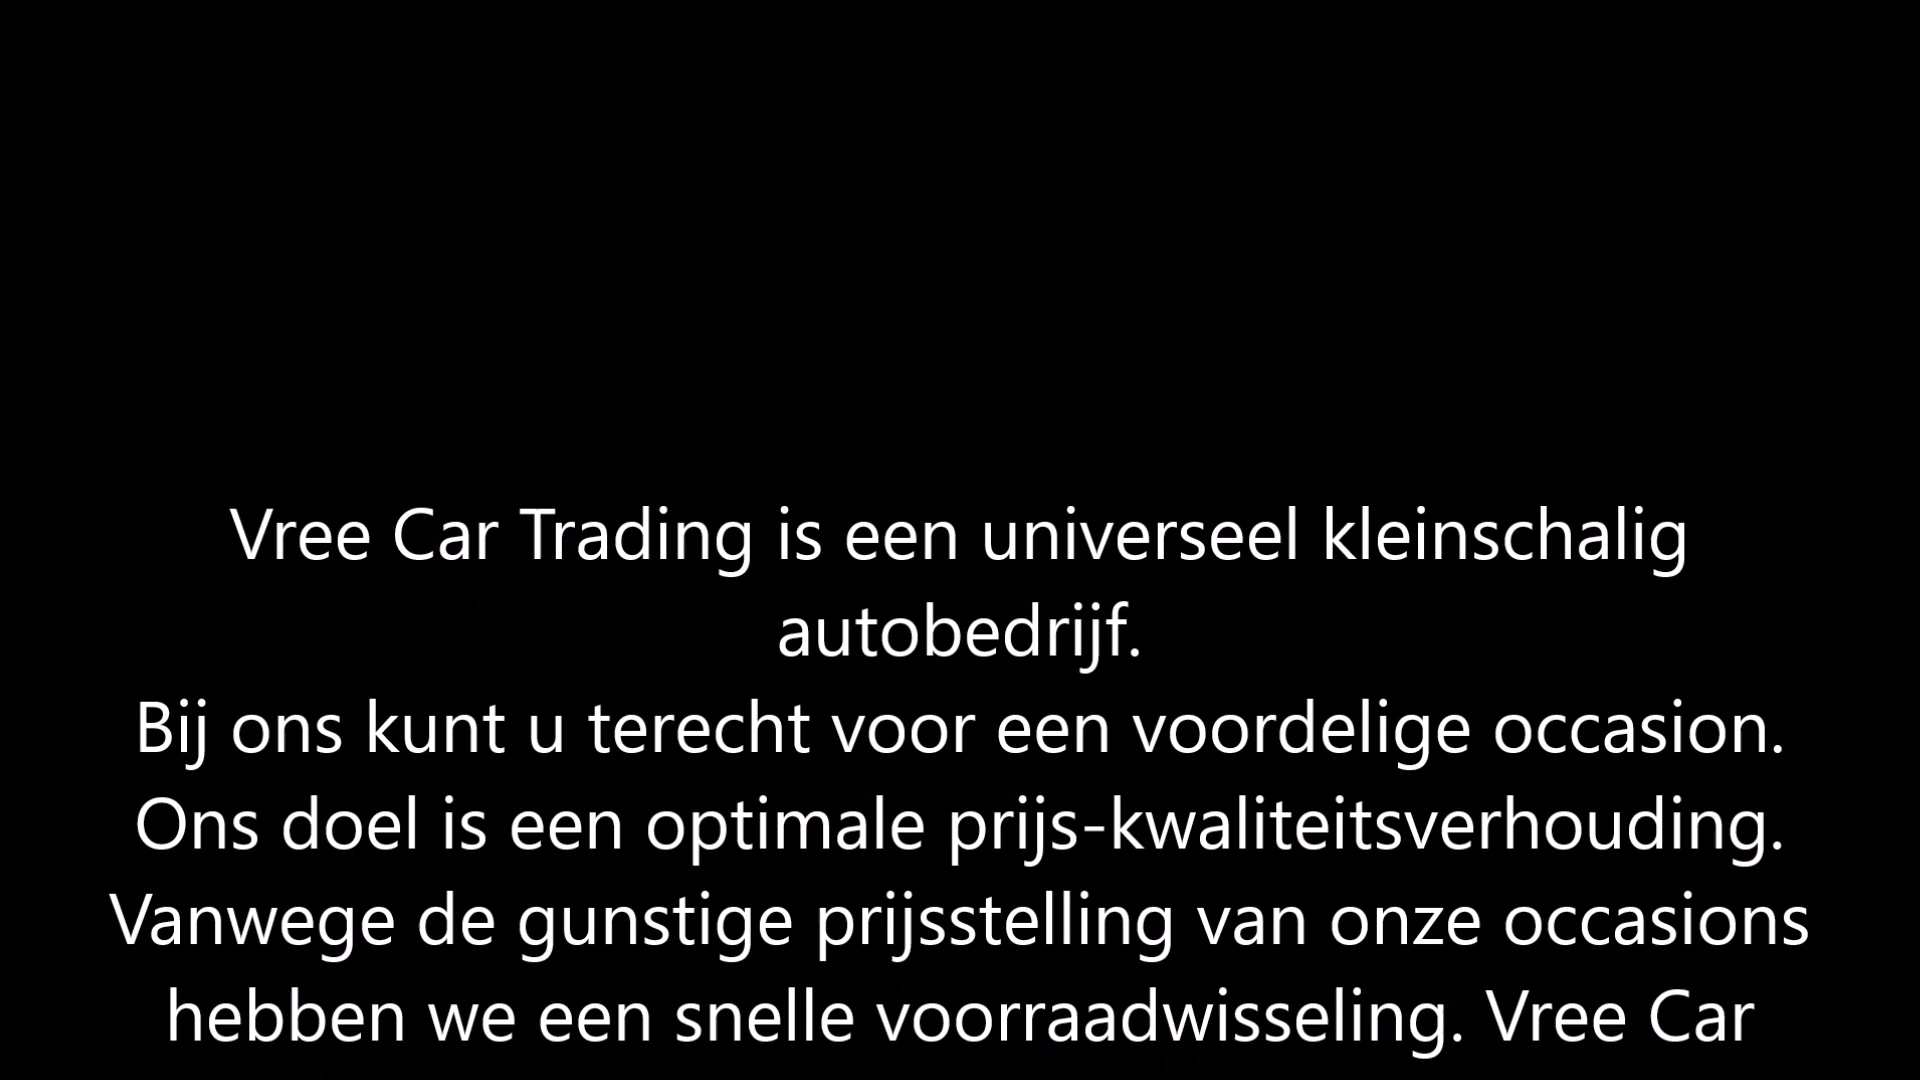 Vree Car Trading is een universeel kleinschalig
autobedrijf.
Bij ons kunt u terecht voor een voordelige occasion.
Ons doel is een optimale prijs-kwaliteitsverhouding.
Vanwege de gunstige prijsstelling van onze occasions
hebben we een snelle voorraadwisseling. Vree Car